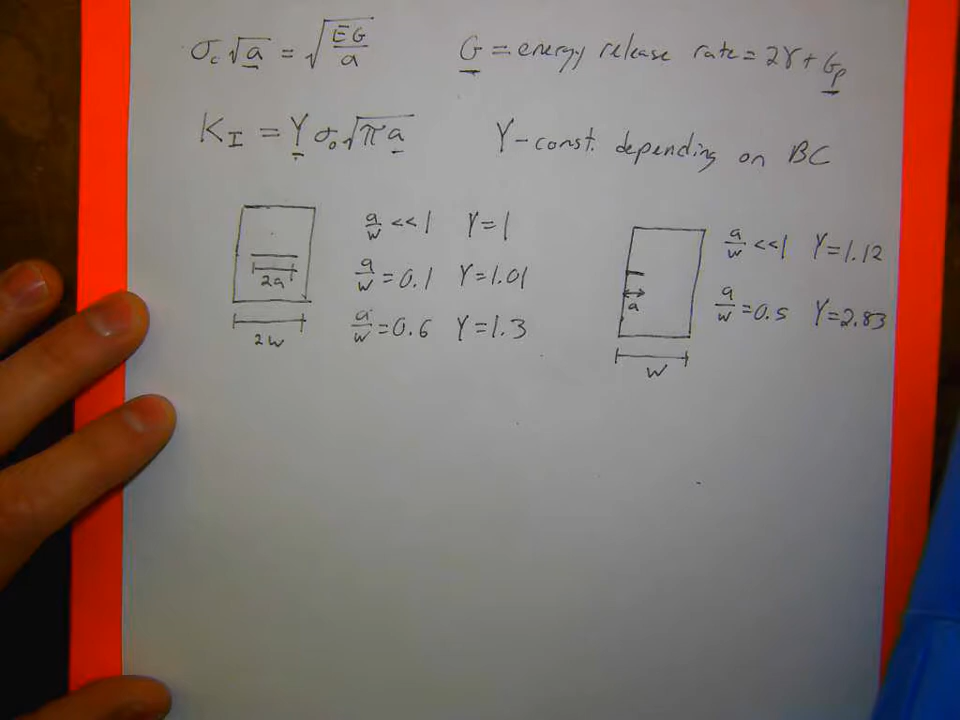 σc √a = √EG/a G = energy release rate = 2γ + Gp
KI = Y σo √πa Y - const. depending on BC
a/w << 1 Y = 1
a/w = 0.1 Y = 1.01
a/w = 0.6 Y = 1.3
2a
2w
a/w << 1 Y = 1.12
a/w = 0.5 Y = 2.83
a
W